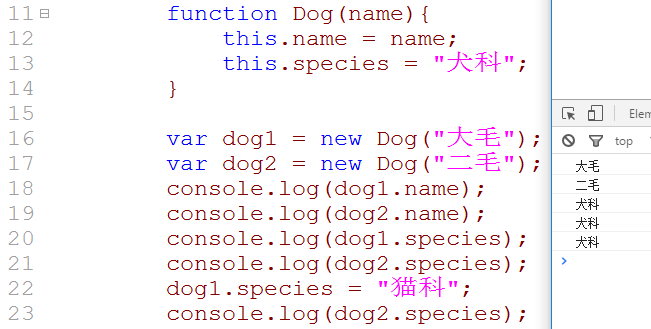 11 function Dog(name){
12 this.name = name;
13 this.species = "犬科";
14 }
15
16 var dog1 = new Dog("大毛");
17 var dog2 = new Dog("二毛");
18 console.log(dog1.name);
19 console.log(dog2.name);
20 console.log(dog1.species);
21 console.log(dog2.species);
22 dog1.species = "猫科";
23 console.log(dog2.species);
Elem
top
大毛
二毛
犬科
犬科
犬科